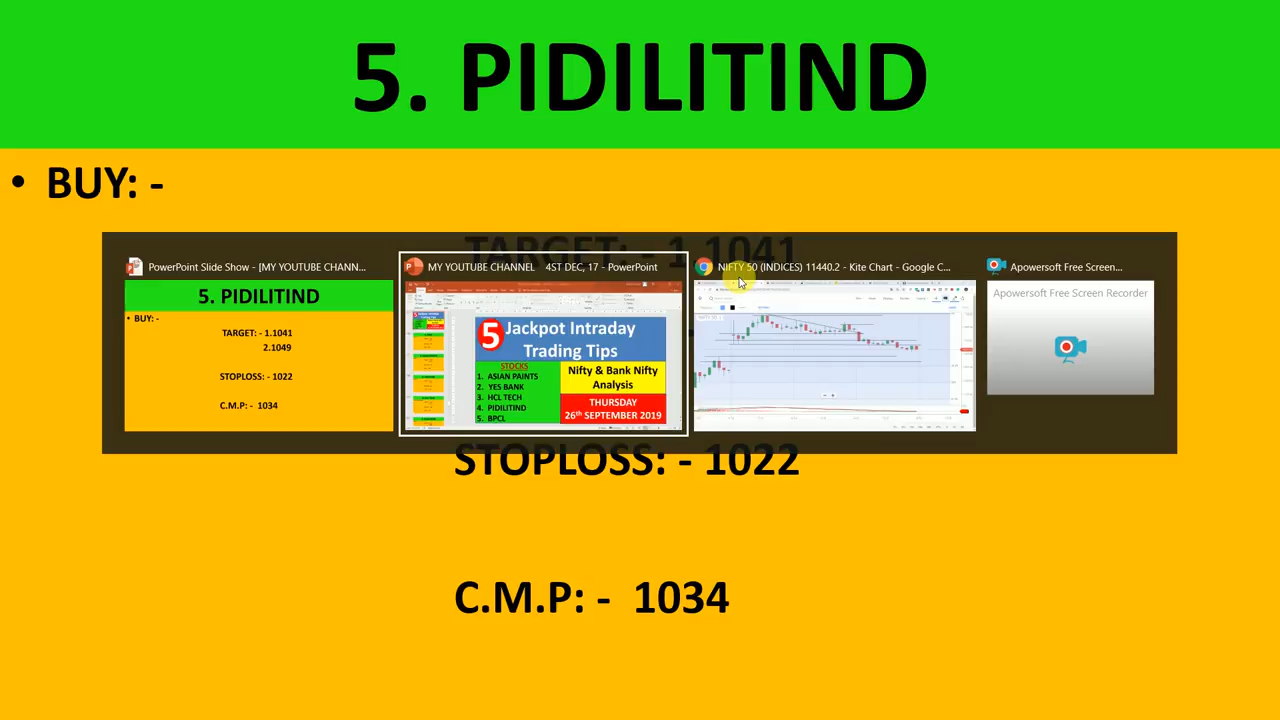 5. PIDILITIND
• BUY: -
TARGET: - 1.1041
PowerPoint Slide Show - [MY YOUTUBE CHANN...
5. PIDILITIND
• BUY: -
TARGET: - 1.1041
2.1049
STOPLOSS: - 1022
C.M.P: - 1034
MY YOUTUBE CHANNEL 4ST DEC, 17 - PowerPoint
5 Jackpot Intraday
Trading Tips
STOCKS
1. ASIAN PAINTS
2. YES BANK
3. HCL TECH
4. PIDILITIND
5. BPCL
Nifty & Bank Nifty
Analysis
THURSDAY
26th SEPTEMBER 2019
NIFTY 50 (INDICES) 11440.2 - Kite Chart - Google C...
Apowersoft Free Screen...
Apowersoft Free Screen Recorder
STOPLOSS: - 1022
C.M.P: - 1034